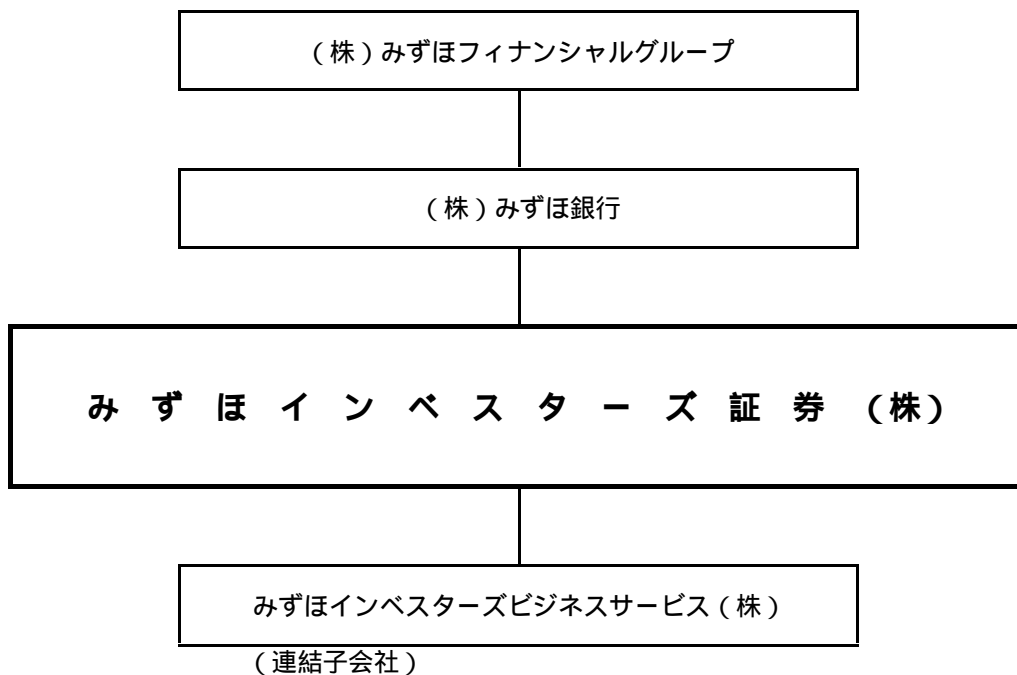 （株）みずほフィナンシャルグループ
（株）みずほ銀行
みずほインベスターズ証券（株）
みずほインベスターズビジネスサービス（株）
（連結子会社）